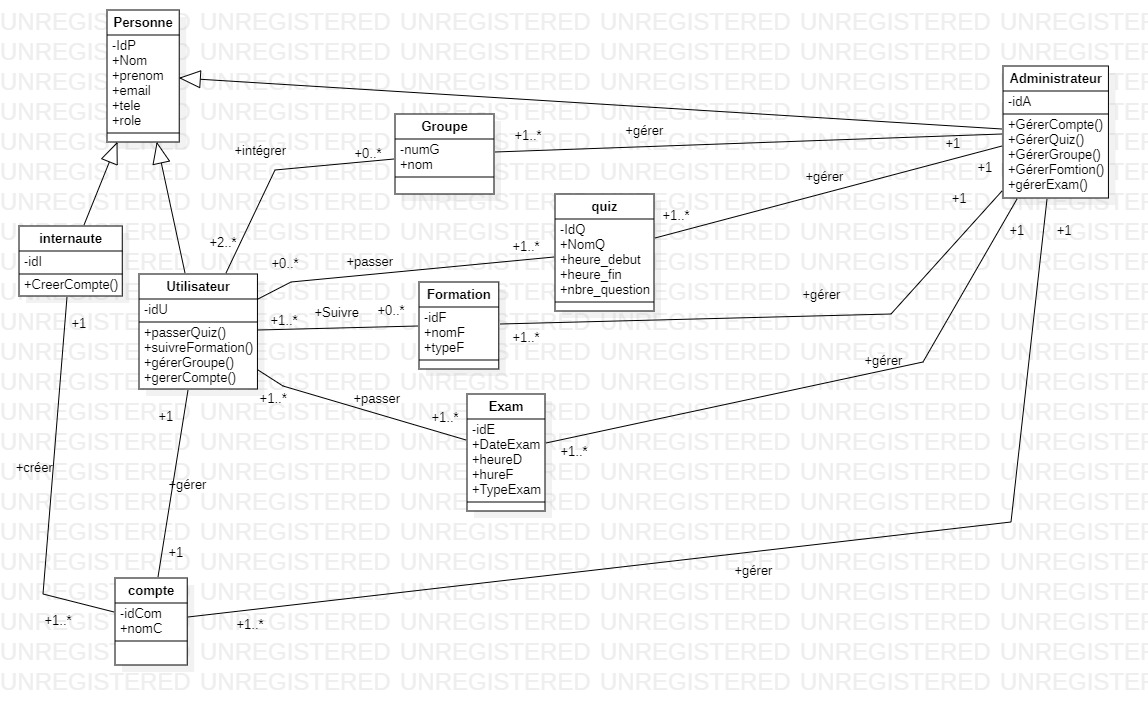 Personne
-IdP
+Nom
+prenom
+email
+tele
+role
Administrateur
-idA
+GérerCompte()
+GérerQuiz()
+GérerGroupe()
+GérerFomtion()
+gérerExam()
Groupe
-numG
+nom
+1..*
+gérer
+1
+intégrer
+0..*
+2..*
quiz
-IdQ
+NomQ
+heure_debut
+heure_fin
+nbre_question
+1..*
+gérer
+1
internaute
-idI
+CreerCompte()
Utilisateur
-idU
+passerQuiz()
+suivreFormation()
+gérerGroupe()
+gererCompte()
+0..*
+passer
+1..*
Formation
-idF
+nomF
+typeF
+1..*
+Suivre
+0..*
+1..*
+gérer
+1
Exam
-idE
+DateExam
+heureD
+hureF
+TypeExam
+1..*
+passer
+1..*
+1..*
+gérer
+1
+1
+créer
+1..*
+1
+gérer
+1
compte
-idCom
+nomC
+1..*
+gérer
+1
UNREGISTERED UNREGISTERED UNREGISTERED UNREGISTERED UNREGISTERED